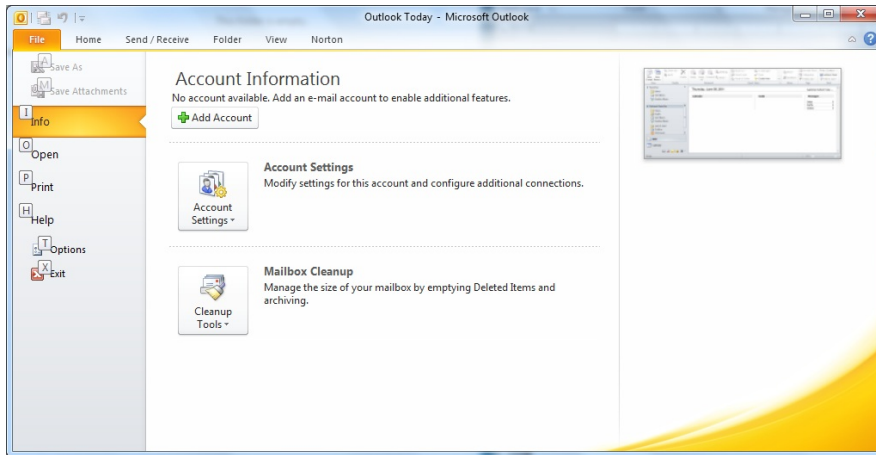 Outlook Today - Microsoft Outlook
File Home Send / Receive Folder View Norton
A Save As
M Save Attachments
I Info
O Open
P Print
H Help
T Options
X Exit
Account Information
No account available. Add an e-mail account to enable additional features.
Add Account
Account Settings
Account Settings
Modify settings for this account and configure additional connections.
Cleanup Tools
Mailbox Cleanup
Manage the size of your mailbox by emptying Deleted Items and
archiving.